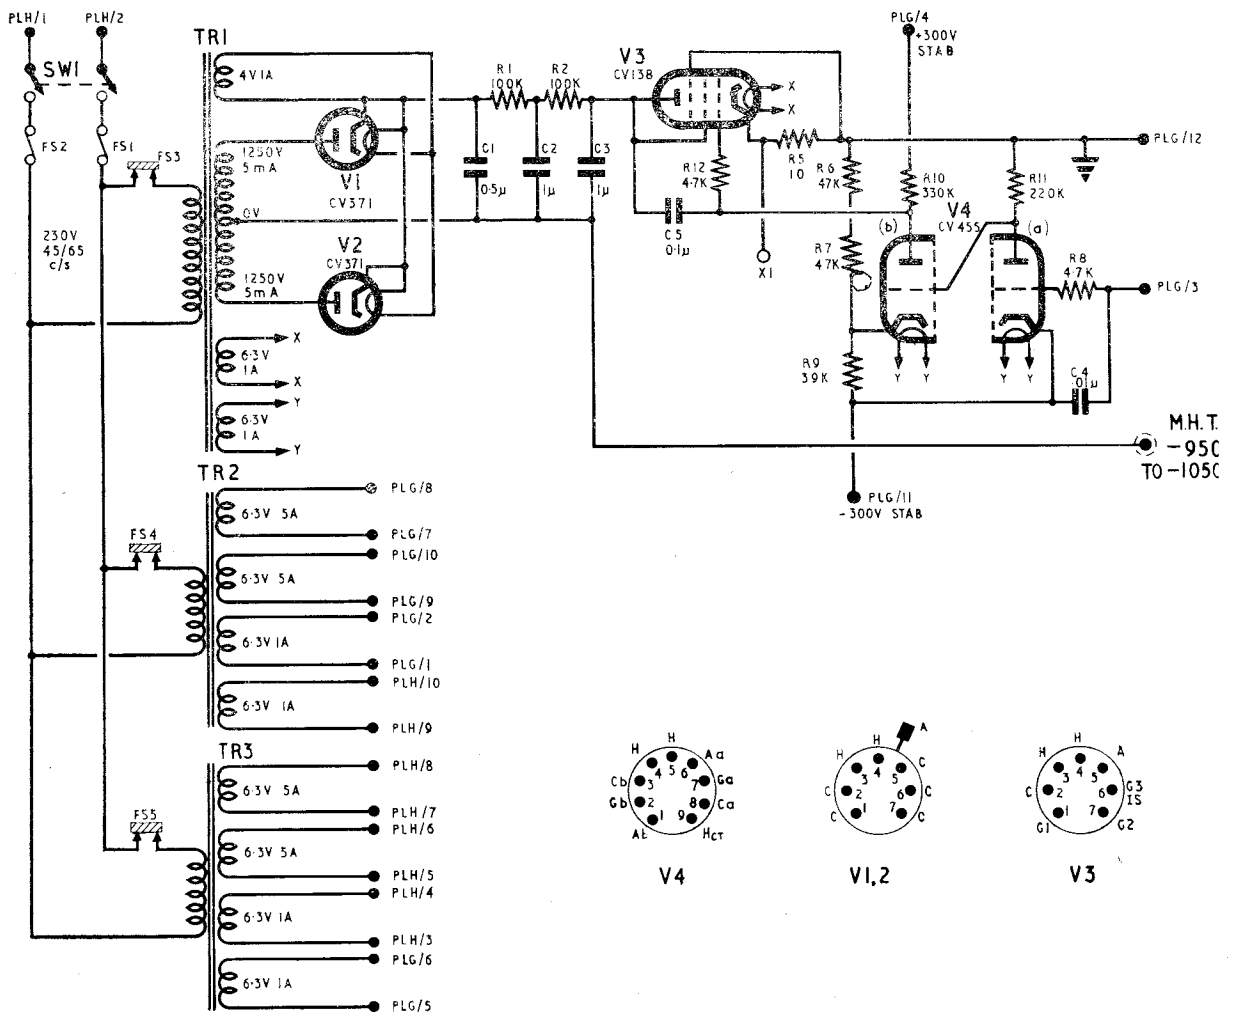 PLH/1
PLH/2
SW1
FS2
FS1
FS3
230V
45/65
c/s
TR1
4V1A
1250V
5mA
0V
1250V
5mA
6·3V
1A
X
X
6·3V
1A
Y
Y
V1
CV371
V2
CV371
R1
100K
R2
100K
C1
0·5μ
C2
1μ
C3
1μ
V3
CV138
X
X
R12
4·7K
R5
10
C5
0·1μ
X1
R6
47K
R7
47K
R9
39K
PLG/4
+300V
STAB
R10
330K
V4
CV455
(b)
(a)
R11
220K
PLG/12
R8
4·7K
PLG/3
Y
Y
Y
Y
C4
·01μ
M.H.T.
-950
TO -1050
PLG/11
-300V STAB
TR2
FS4
6·3V 5A
PLG/8
PLG/7
6·3V 5A
PLG/10
PLG/9
6·3V 1A
PLG/2
PLG/1
6·3V 1A
PLH/10
PLH/9
TR3
FS5
6·3V 5A
PLH/8
PLH/7
6·3V 5A
PLH/6
PLH/5
6·3V 1A
PLH/4
PLH/3
6·3V 1A
PLG/6
PLG/5
H
H
Aa
Cb
Ga
Gb
Ca
HCT
1 2 3 4 5 6 7 8 9
V4
H
H
A
C
C
C
C
C
1 2 3 4 5 6 7
V1,2
H
H
A
C
G3
IS
G1
G2
1 2 3 4 5 6 7
V3